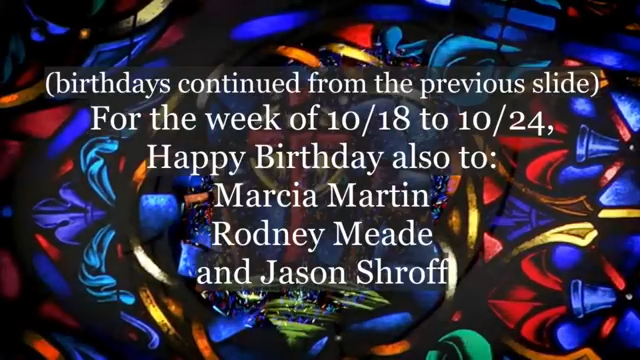 (birthdays continued from the previous slide)
For the week of 10/18 to 10/24,
Happy Birthday also to:
Marcia Martin
Rodney Meade
and Jason Shroff